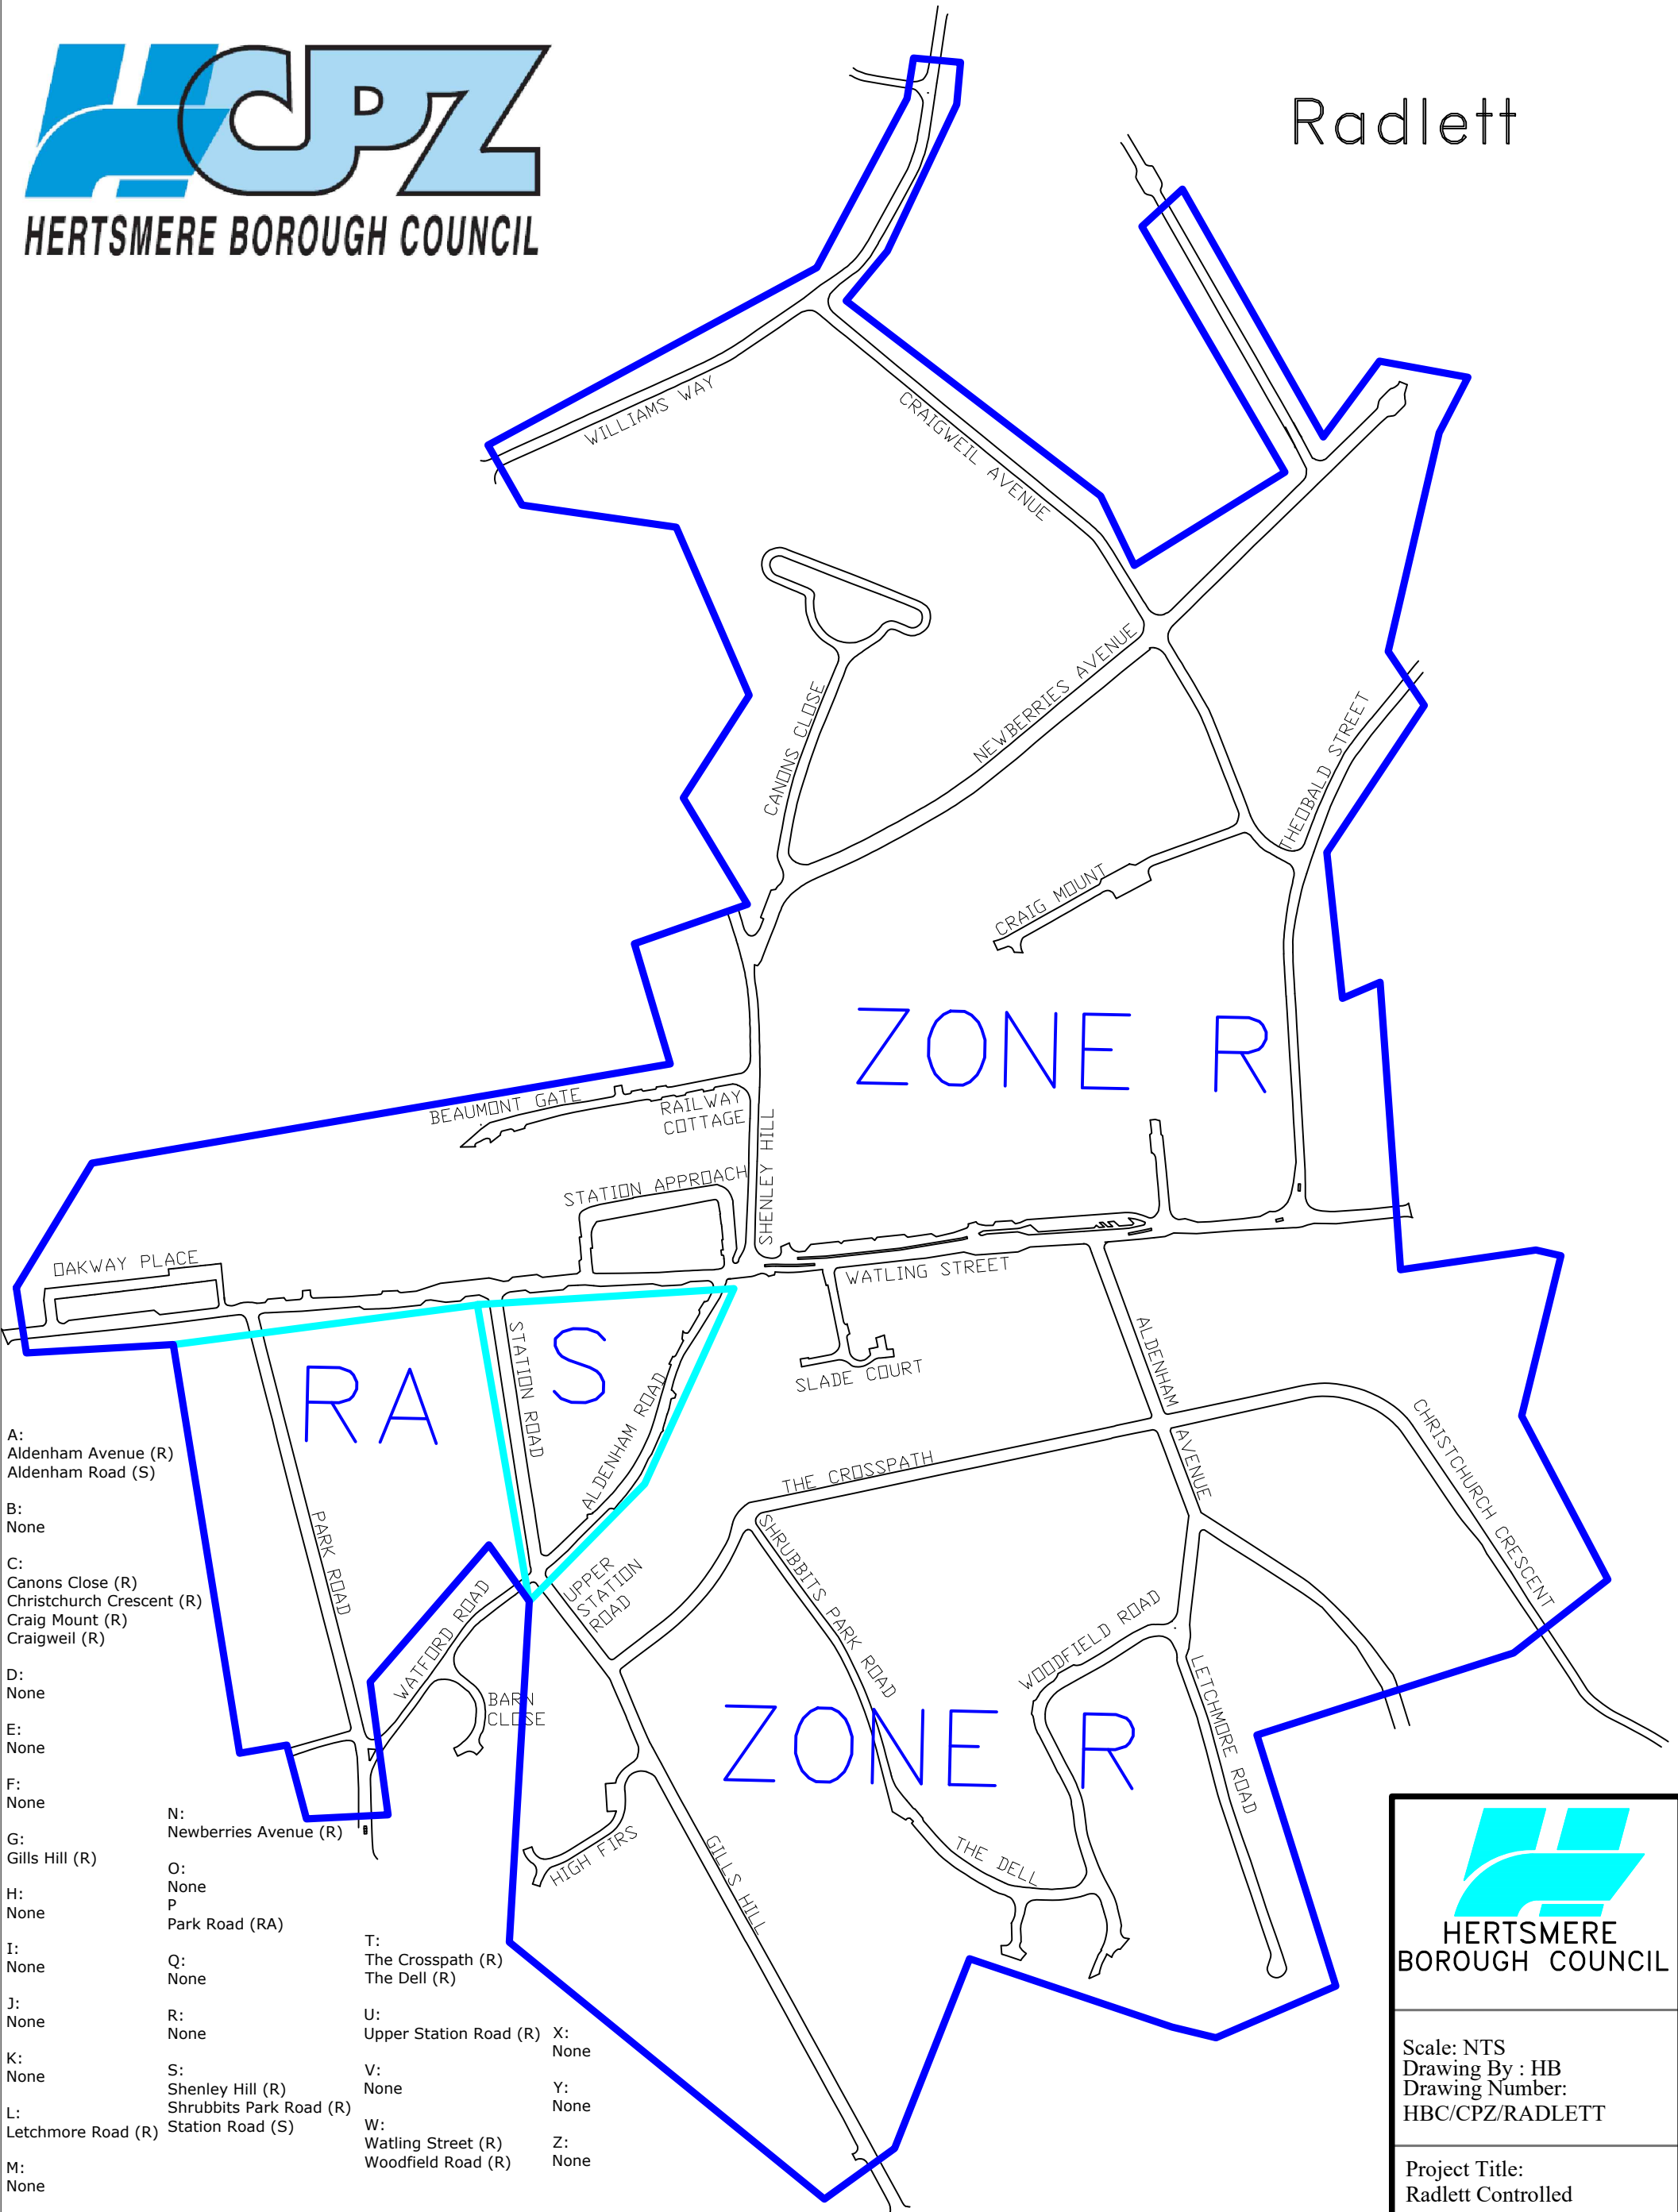 HCPZ
HERTSMERE BOROUGH COUNCIL
Radlett
WILLIAMS WAY
CRAIGWEIL AVENUE
CANONS CLOSE
NEWBERRIES AVENUE
THEOBALD STREET
CRAIG MOUNT
ZONE R
BEAUMONT GATE
RAILWAY
COTTAGE
SHENLEY HILL
STATION APPROACH
OAKWAY PLACE
WATLING STREET
STATION ROAD
S
RA
ALDENHAM ROAD
SLADE COURT
ALDENHAM
AVENUE
CHRISTCHURCH CRESCENT
THE CROSSPATH
PARK ROAD
SHRUBBITS PARK ROAD
UPPER
STATION
ROAD
WATFORD ROAD
WOODFIELD ROAD
BARN
CLOSE
LETCHMORE ROAD
ZONE R
HIGH FIRS
GILLS HILL
THE DELL
A:
Aldenham Avenue (R)
Aldenham Road (S)
B:
None
C:
Canons Close (R)
Christchurch Crescent (R)
Craig Mount (R)
Craigweil (R)
D:
None
E:
None
F:
None
G:
Gills Hill (R)
H:
None
I:
None
J:
None
K:
None
L:
Letchmore Road (R)
M:
None
N:
Newberries Avenue (R)
O:
None
P
Park Road (RA)
Q:
None
R:
None
S:
Shenley Hill (R)
Shrubbits Park Road (R)
Station Road (S)
T:
The Crosspath (R)
The Dell (R)
U:
Upper Station Road (R)
V:
None
W:
Watling Street (R)
Woodfield Road (R)
X:
None
Y:
None
Z:
None
HERTSMERE
BOROUGH COUNCIL
Scale: NTS
Drawing By : HB
Drawing Number:
HBC/CPZ/RADLETT
Project Title:
Radlett Controlled